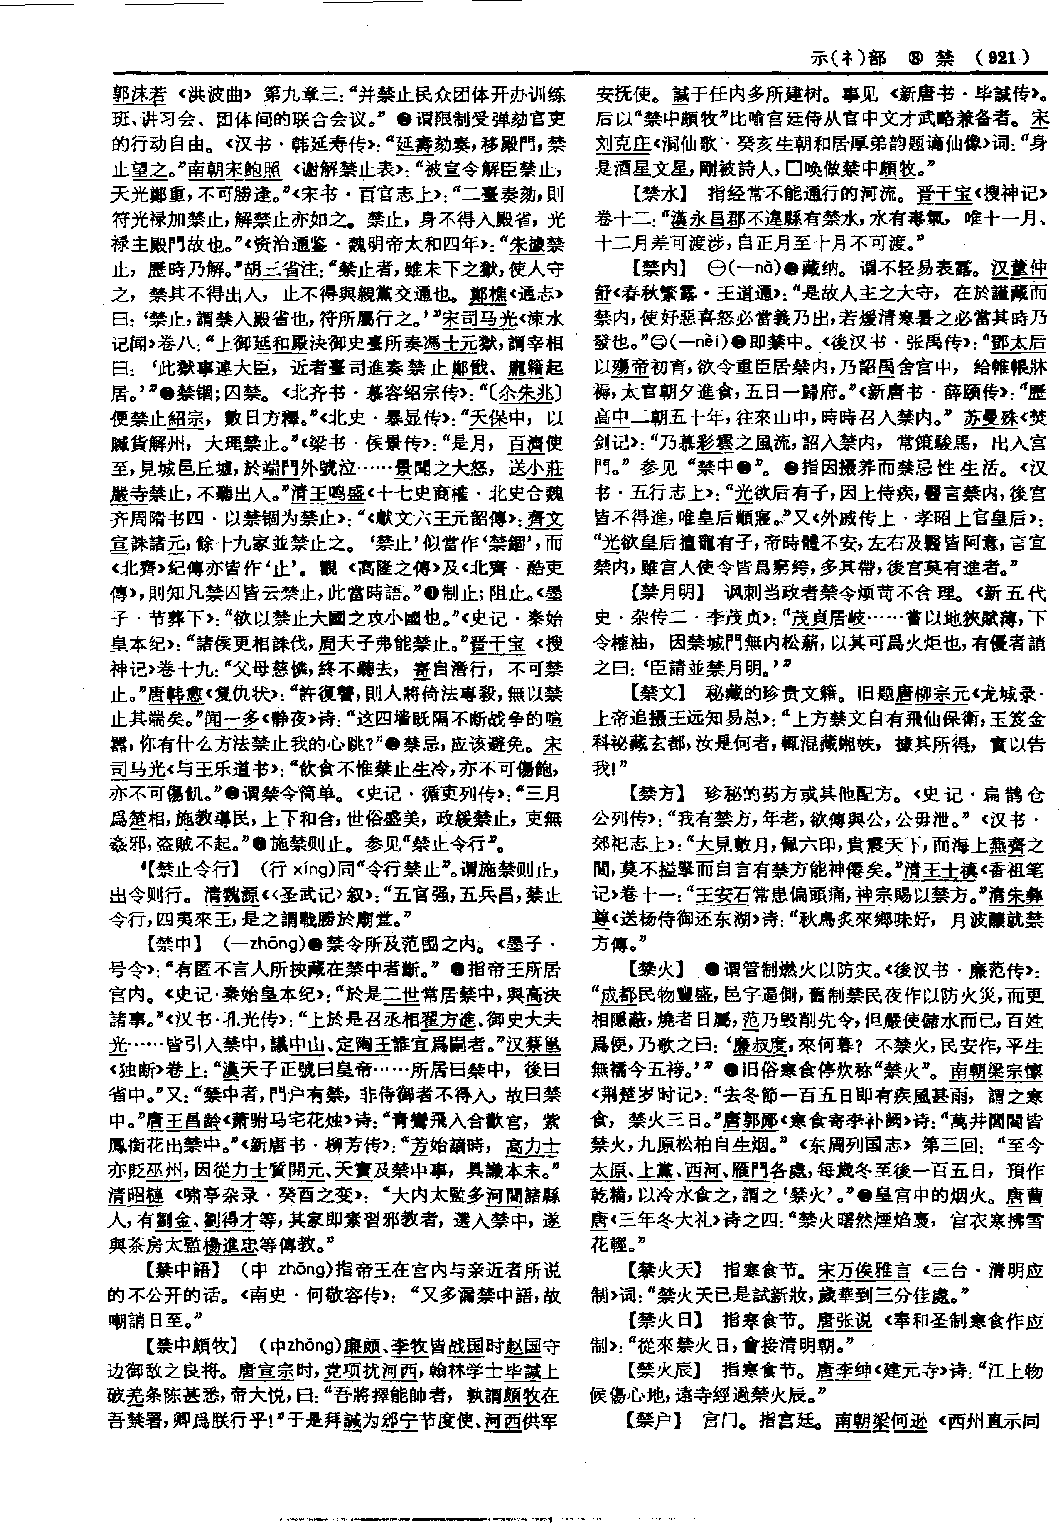 示(礻)部 ⑧ 禁 (921)
郭沫若《洪波曲》第九章三：“并禁止民众团体开办训练
班、讲习会、团体间的联合会议。” ❷谓限制受弹劾官吏
的行动自由。《汉书·韩延寿传》：“延壽劾奏，移殿門，禁
止望之。”南朝宋鲍照《谢解禁止表》：“被宣令解臣禁止，
天光鄭重，不可勝逢。”《宋书·百官志上》：“二臺奏劾，則
符光禄加禁止，解禁止亦如之。禁止，身不得入殿省，光
禄主殿門故也。”《资治通鉴·魏明帝太和四年》：“朱據禁
止，歷時乃解。”胡三省注：“禁止者，雖未下之獄，使人守
之，禁其不得出入，止不得與親黨交通也。鄭樵《通志》
曰：‘禁止，謂禁入殿省也，符所屬行之。’”宋司马光《涑水
记闻》卷八：“上御延和殿決御史臺所奏馮士元獄，謂宰相
曰：‘此獄事連大臣，近者臺司進奏禁止鄭戩、龐籍起
居。’”❸禁锢；囚禁。《北齐书·慕容绍宗传》：“〔尒朱兆〕
便禁止紹宗，數日方釋。”《北史·暴显传》：“天保中，以
贓貨解州，大理禁止。”《梁书·侯景传》：“是月，百濟使
至，見城邑丘墟，於端門外號泣……景聞之大怒，送小莊
嚴寺禁止，不聽出入。”清王鸣盛《十七史商榷·北史合魏
齐周隋书四·以禁锢为禁止》：“《獻文六王元韶傳》：齊文
宣誅諸元，餘十九家並禁止之。‘禁止’似當作‘禁錮’，而
《北齊》紀傳亦皆作‘止’。觀《高隆之傳》及《北齊·酷吏
傳》，則知凡禁囚皆云禁止，此當時語。”❹制止；阻止。《墨
子·节葬下》：“欲以禁止大國之攻小國也。”《史记·秦始
皇本纪》：“諸侯更相誅伐，周天子弗能禁止。”晋干宝《搜
神记》卷十九：“父母慈憐，終不聽去，寄自潛行，不可禁
止。”唐韩愈《复仇状》：“許復讐，則人將倚法專殺，無以禁
止其端矣。”闻一多《静夜》诗：“这四墙既隔不断战争的喧
嚣，你有什么方法禁止我的心跳？”❺禁忌，应该避免。宋
司马光《与王乐道书》：“飲食不惟禁止生冷，亦不可傷飽，
亦不可傷飢。”❻谓禁令简单。《史记·循吏列传》：“三月
爲楚相，施教導民，上下和合，世俗盛美，政緩禁止，吏無
姦邪，盗賊不起。”❼施禁则止。参见“禁止令行”。
【禁止令行】 （行 xíng）同“令行禁止”。谓施禁则止，
出令则行。清魏源《〈圣武记〉叙》：“五官强，五兵昌，禁止
令行，四夷來王，是之謂戰勝於廟堂。”
【禁中】 （一zhōng）❶禁令所及范围之内。《墨子·
号令》：“有匿不言人所挾藏在禁中者斷。” ❷指帝王所居
宫内。《史记·秦始皇本纪》：“於是二世常居禁中，與高決
諸事。”《汉书·孔光传》：“上於是召丞相翟方進、御史大夫
光……皆引入禁中，議中山、定陶王誰宜爲嗣者。”汉蔡邕
《独断》卷上：“漢天子正號曰皇帝……所居曰禁中，後曰
省中。”又：“禁中者，門户有禁，非侍御者不得入，故曰禁
中。”唐王昌龄《萧驸马宅花烛》诗：“青鸞飛入合歡宫，紫
鳳銜花出禁中。”《新唐书·柳芳传》：“芳始謫時，高力士
亦貶巫州，因從力士質開元、天寶及禁中事，具識本末。”
清昭槤《啸亭杂录·癸酉之变》：“大内太監多河間諸縣
人，有劉金、劉得才等，其家即素習邪教者，選入禁中，遂
與茶房太監楊進忠等傳教。”
【禁中語】 （中 zhōng）指帝王在宫内与亲近者所说
的不公开的话。《南史·何敬容传》：“又多漏禁中語，故
嘲誚日至。”
【禁中頗牧】 （中zhōng）廉颇、李牧皆战国时赵国守
边御敌之良将。唐宣宗时，党项扰河西，翰林学士毕諴上
破羌条陈甚悉，帝大悦，曰：“吾將擇能帥者，孰謂頗牧在
吾禁署，卿爲朕行乎！”于是拜諴为邠宁节度使、河西供军
安抚使。諴于任内多所建树。事见《新唐书·毕諴传》。
后以“禁中頗牧”比喻宫廷侍从官中文才武略兼备者。宋
刘克庄《洞仙歌·癸亥生朝和居厚弟韵题谪仙像》词：“身
是酒星文星，剛被詩人，□唤做禁中頗牧。”
【禁水】 指经常不能通行的河流。晋干宝《搜神记》
卷十二：“漢永昌郡不違縣有禁水，水有毒氣，唯十一月、
十二月差可渡涉，自正月至十月不可渡。”
【禁内】 ㊀（一nà）❶藏纳。谓不轻易表露。汉董仲
舒《春秋繁露·王道通》：“是故人主之大守，在於謹藏而
禁内，使好惡喜怒必當義乃出，若煖清寒暑之必當其時乃
發也。”㊁（一nèi）❶即禁中。《後汉书·张禹传》：“鄧太后
以殤帝初育，欲令重臣居禁内，乃詔禹舍宫中，給帷帳牀
褥，太官朝夕進食，五日一歸府。”《新唐书·薛颐传》：“歷
高中二朝五十年，往來山中，時時召入禁内。” 苏曼殊《焚
剑记》：“乃慕彩雲之風流，詔入禁内，常策駿馬，出入宫
門。”参见“禁中❷”。 ❷指因摄养而禁忌性生活。《汉
书·五行志上》：“光欲后有子，因上侍疾，醫言禁内，後宫
皆不得進，唯皇后顓寢。”又《外戚传上·孝昭上官皇后》：
“光欲皇后擅寵有子，帝時體不安，左右及醫皆阿意，言宜
禁内，雖宫人使令皆爲窮絝，多其帶，後宫莫有進者。”
【禁月明】 讽刺当政者禁令烦苛不合理。《新五代
史·杂传二·李茂贞》：“茂貞居岐……嘗以地狹賦薄，下
令榷油，因禁城門無内松薪，以其可爲火炬也，有優者誚
之曰：‘臣請並禁月明。’”
【禁文】 秘藏的珍贵文籍。旧题唐柳宗元《龙城录·
上帝追摄王远知易总》：“上方禁文自有飛仙保衛，玉笈金
科祕藏玄都，汝是何者，輒混藏緗帙，據其所得，實以告
我！”
【禁方】 珍秘的药方或其他配方。《史记·扁鹊仓
公列传》：“我有禁方，年老，欲傳與公，公毋泄。”《汉书·
郊祀志上》：“大見數月，佩六印，貴震天下，而海上燕齊之
間，莫不搤掔而自言有禁方能神僊矣。”清王士禛《香祖笔
记》卷十一：“王安石常患偏頭痛，神宗賜以禁方。”清朱彝
尊《送杨侍御还东湖》诗：“秋鳥炙來鄉味好，月波釀就禁
方傳。”
【禁火】 ❶谓管制燃火以防灾。《後汉书·廉范传》：
“成都民物豐盛，邑宇逼側，舊制禁民夜作以防火災，而更
相隱蔽，燒者日屬，范乃毁削先令，但嚴使儲水而已，百姓
爲便，乃歌之曰：‘廉叔度，來何暮？不禁火，民安作，平生
無襦今五袴。’” ❷旧俗寒食停炊称“禁火”。南朝梁宗懔
《荆楚岁时记》：“去冬節一百五日即有疾風甚雨，謂之寒
食，禁火三日。”唐郭郧《寒食寄李补阙》诗：“萬井閭閻皆
禁火，九原松柏自生烟。”《东周列国志》第三回：“至今
太原、上黨、西河、雁門各處，每歲冬至後一百五日，預作
乾糒，以冷水食之，謂之‘禁火’。”❸皇宫中的烟火。唐曹
唐《三年冬大礼》诗之四：“禁火曙然煙焰裊，宫衣寒拂雪
花輕。”
【禁火天】 指寒食节。宋万俟雅言《三台·清明应
制》词：“禁火天已是試新妝，歲華到三分佳處。”
【禁火日】 指寒食节。唐张说《奉和圣制寒食作应
制》：“從來禁火日，會接清明朝。”
【禁火辰】 指寒食节。唐李绅《建元寺》诗：“江上物
候傷心地，遠寺經過禁火辰。”
【禁户】 宫门。指宫廷。南朝梁何逊《西州直示同